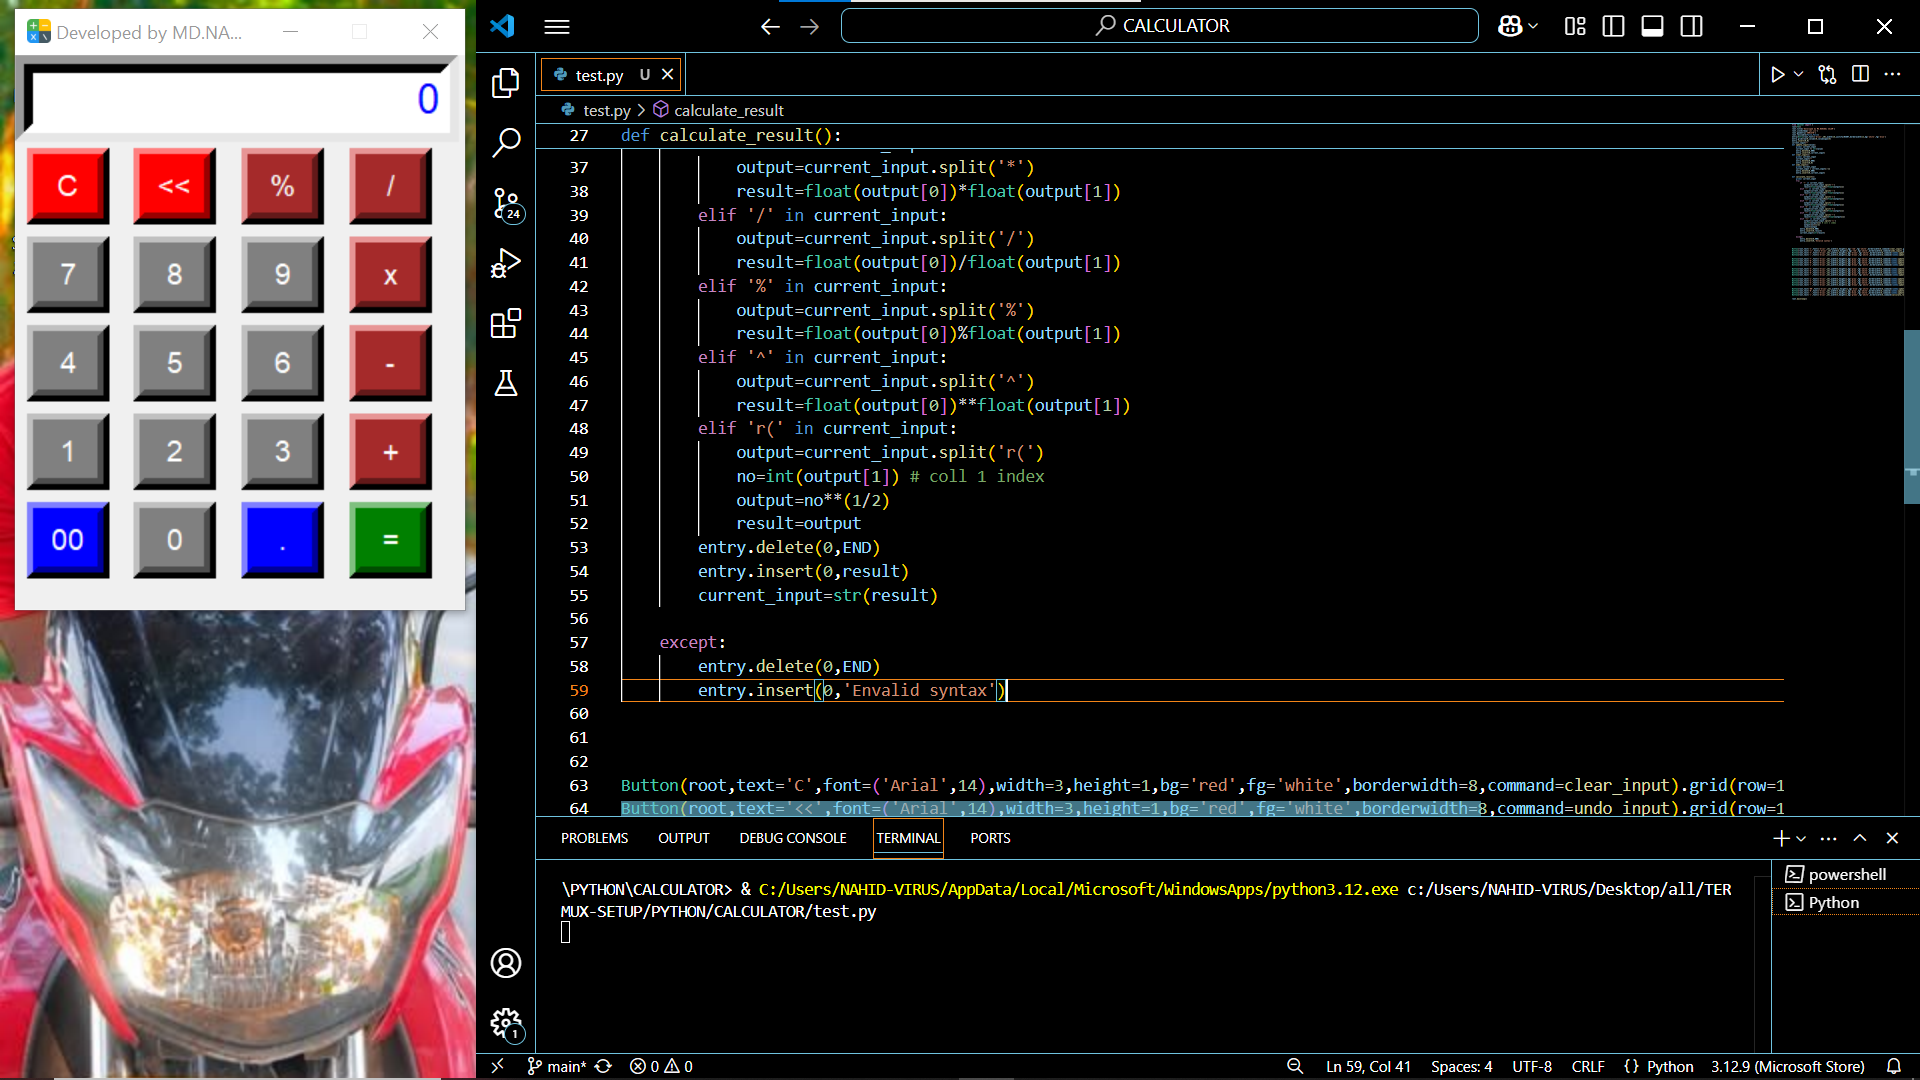 Developed by MD.NA...
0
C << % /
7 8 9 x
4 5 6 -
1 2 3 +
00 0 . =
CALCULATOR
test.py U
test.py > calculate_result
27 def calculate_result():
37 output=current_input.split('*')
38 result=float(output[0])*float(output[1])
39 elif '/' in current_input:
40 output=current_input.split('/')
41 result=float(output[0])/float(output[1])
42 elif '%' in current_input:
43 output=current_input.split('%')
44 result=float(output[0])%float(output[1])
45 elif '^' in current_input:
46 output=current_input.split('^')
47 result=float(output[0])**float(output[1])
48 elif 'r(' in current_input:
49 output=current_input.split('r(')
50 no=int(output[1]) # coll 1 index
51 output=no**(1/2)
52 result=output
53 entry.delete(0,END)
54 entry.insert(0,result)
55 current_input=str(result)
56
57 except:
58 entry.delete(0,END)
59 entry.insert(0,'Envalid syntax')
60
61
62
63 Button(root,text='C',font=('Arial',14),width=3,height=1,bg='red',fg='white',borderwidth=8,command=clear_input).grid(row=1
64 Button(root,text='<<',font=('Arial',14),width=3,height=1,bg='red',fg='white',borderwidth=8,command=undo_input).grid(row=1
24
1
PROBLEMS OUTPUT DEBUG CONSOLE TERMINAL PORTS
\PYTHON\CALCULATOR> & C:/Users/NAHID-VIRUS/AppData/Local/Microsoft/WindowsApps/python3.12.exe c:/Users/NAHID-VIRUS/Desktop/all/TER
MUX-SETUP/PYTHON/CALCULATOR/test.py
powershell
Python
main* 0 0 Ln 59, Col 41 Spaces: 4 UTF-8 CRLF {} Python 3.12.9 (Microsoft Store)